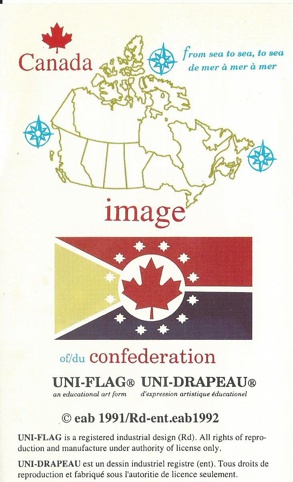 Canada
from sea to sea, to sea
de mer à mer à mer
image
of/du confederation
UNI-FLAG® UNI-DRAPEAU®
an educational art form d'expression artistique éducationel
© eab 1991/Rd-ent.eab1992
UNI-FLAG is a registered industrial design (Rd). All rights of repro-
duction and manufacture under authority of license only.
UNI-DRAPEAU est un dessin industriel registre (ent). Tous droits de
reproduction et fabriqué sous l'autoritie de licence seulement.